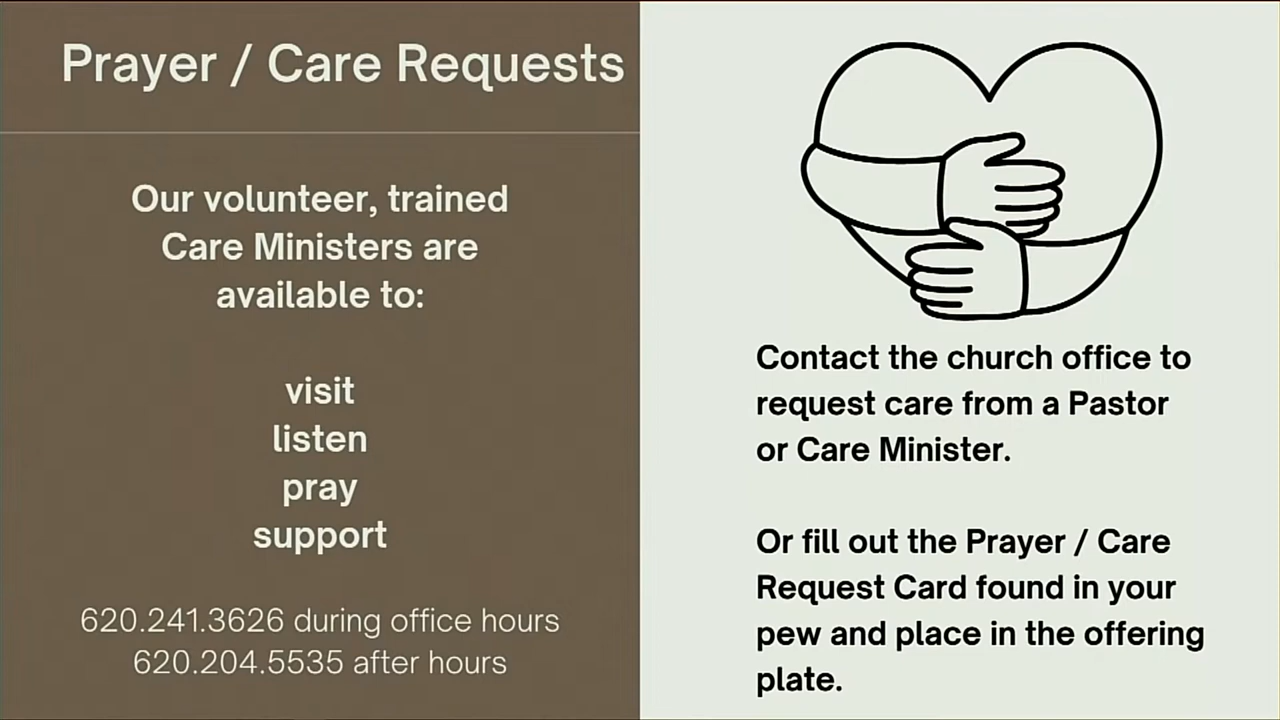 Prayer / Care Requests
Our volunteer, trained
Care Ministers are
available to:
visit
listen
pray
support
620.241.3626 during office hours
620.204.5535 after hours
Contact the church office to
request care from a Pastor
or Care Minister.
Or fill out the Prayer / Care
Request Card found in your
pew and place in the offering
plate.